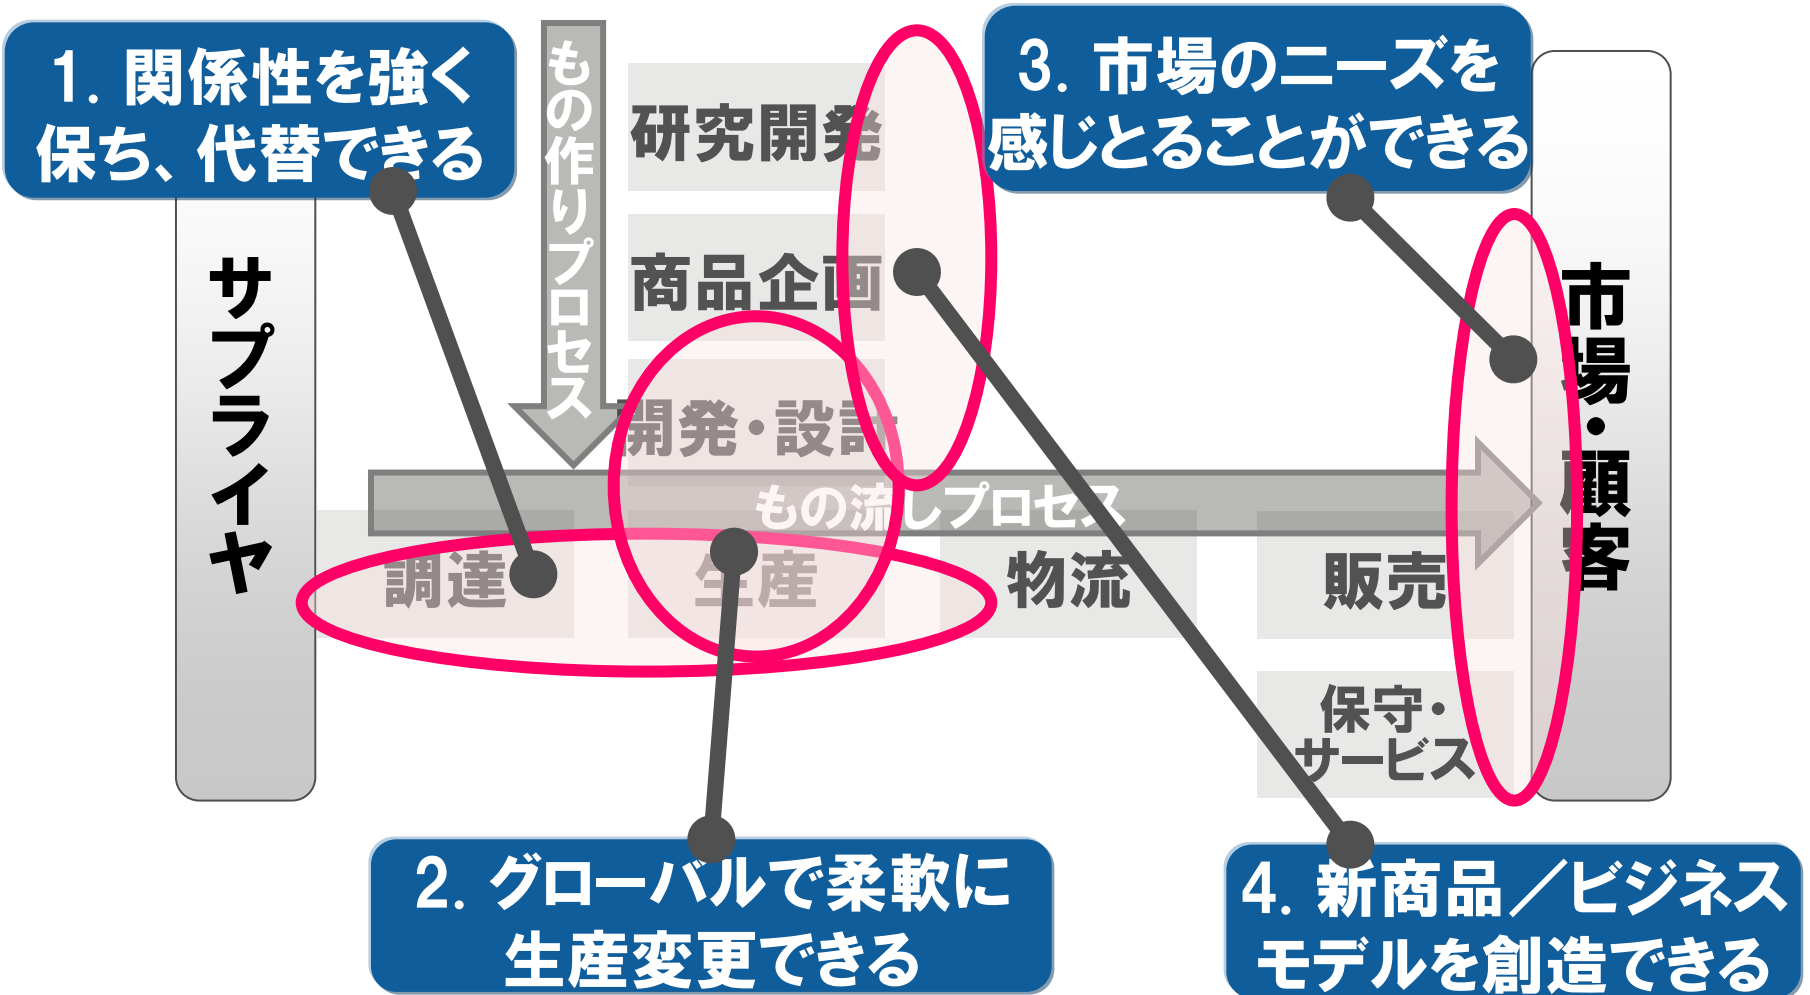 1. 関係性を強く
保ち、代替できる
3. 市場のニーズを
感じとることができる
もの作りプロセス
研究開発
商品企画
開発・設計
サプライヤ
市場・顧客
もの流しプロセス
調達
生産
物流
販売
保守・
サービス
2. グローバルで柔軟に
生産変更できる
4. 新商品／ビジネス
モデルを創造できる